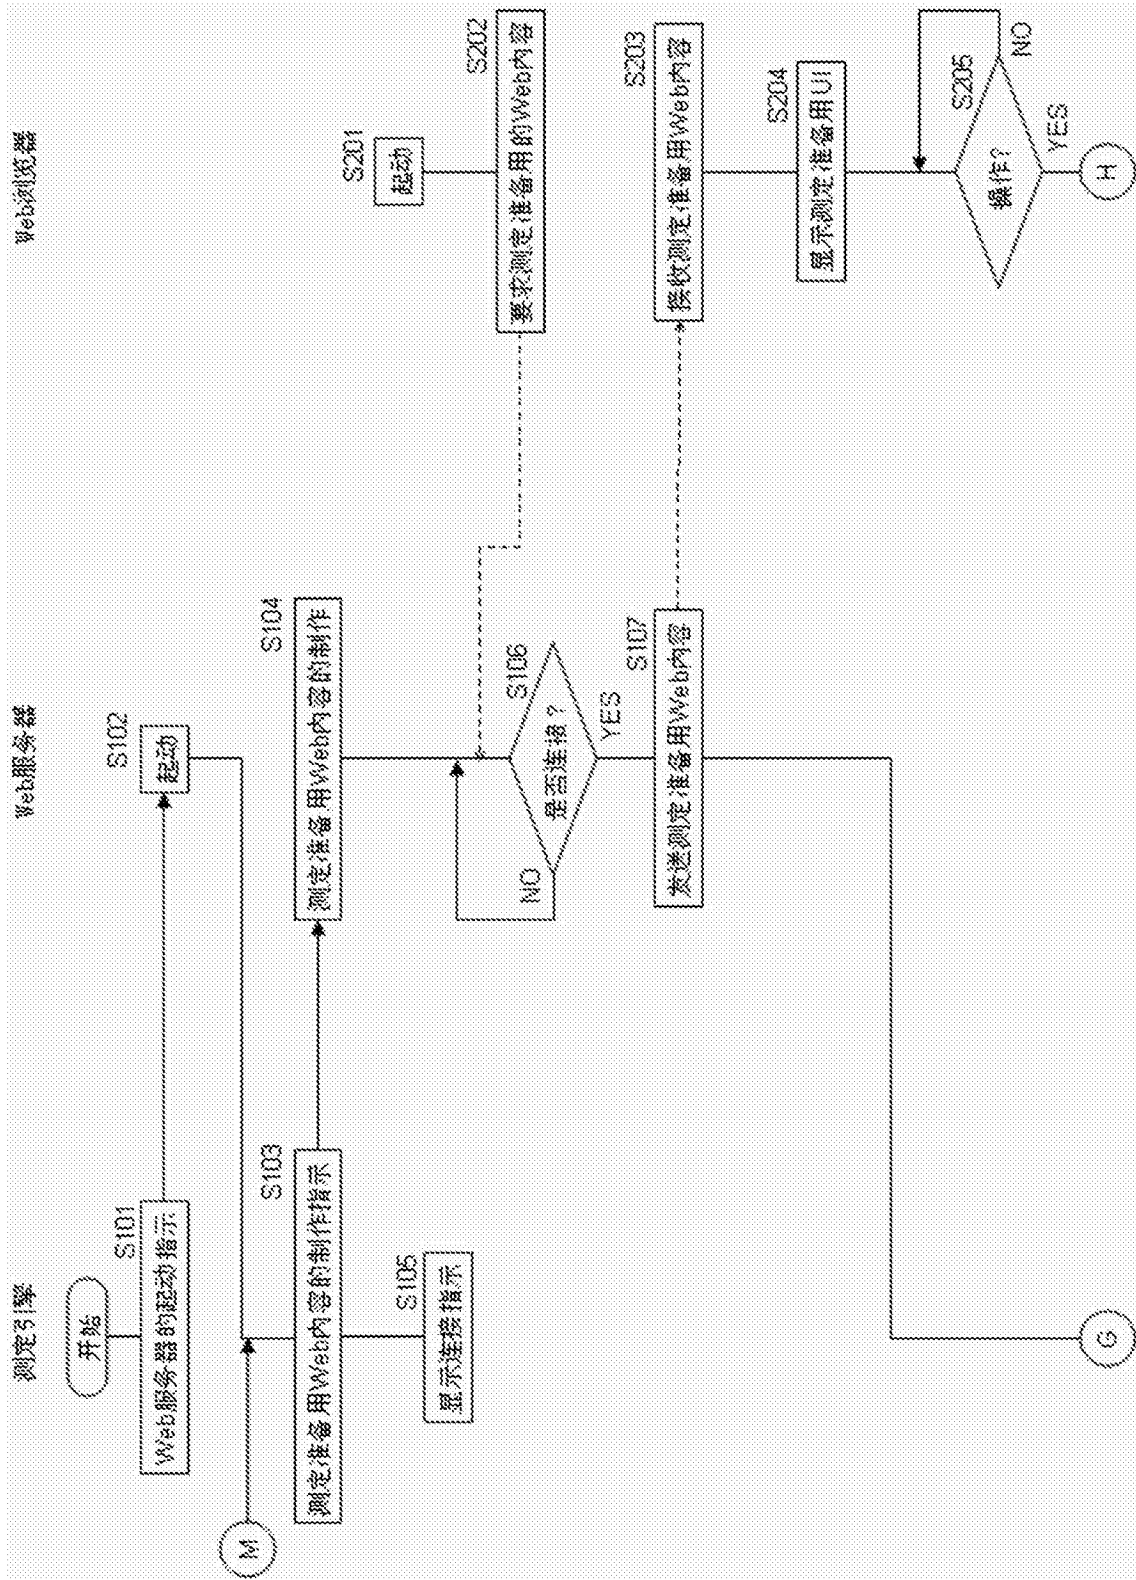 测定引擎
Web服务器
Web浏览器
开始
S101
Web服务器的起动指示
S102
起动
M
S103
测定准备用Web内容的制作指示
S104
测定准备用Web内容的制作
S105
显示连接指示
S201
起动
S202
要求测定准备用的Web内容
S106
是否连接？
NO
YES
S107
发送测定准备用Web内容
S203
接收测定准备用Web内容
S204
显示测定准备用UI
S205
操作？
NO
YES
G
H